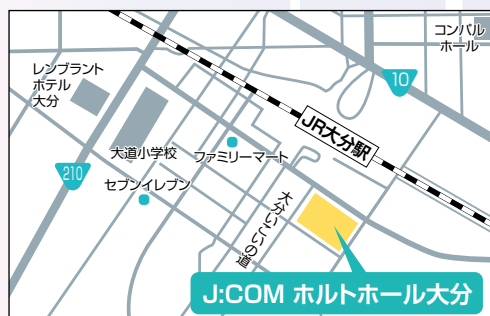 コンパル
ホール
レンブラント
ホテル
大分
10
JR大分駅
大道小学校
ファミリーマート
210
セブンイレブン
大分いこいの道
J:COM ホルトホール大分